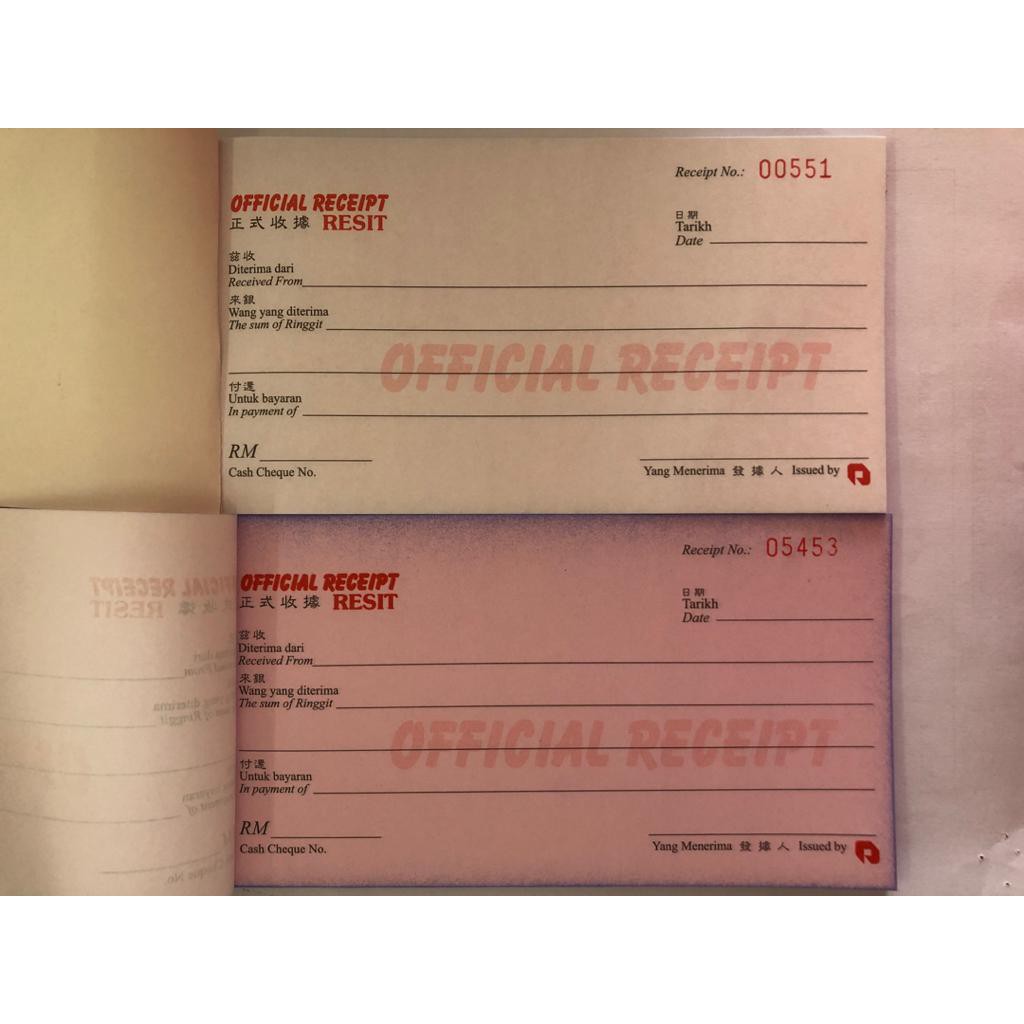 Receipt No.: 00551
OFFICIAL RECEIPT
正式收據 RESIT
日期
Tarikh
Date
茲收
Diterima dari
Received From
來銀
Wang yang diterima
The sum of Ringgit
OFFICIAL RECEIPT
付還
Untuk bayaran
In payment of
RM
Cash Cheque No.
Yang Menerima 發據人 Issued by
Receipt No.: 05453
OFFICIAL RECEIPT
正式收據 RESIT
日期
Tarikh
Date
茲收
Diterima dari
Received From
來銀
Wang yang diterima
The sum of Ringgit
OFFICIAL RECEIPT
付還
Untuk bayaran
In payment of
RM
Cash Cheque No.
Yang Menerima 發據人 Issued by